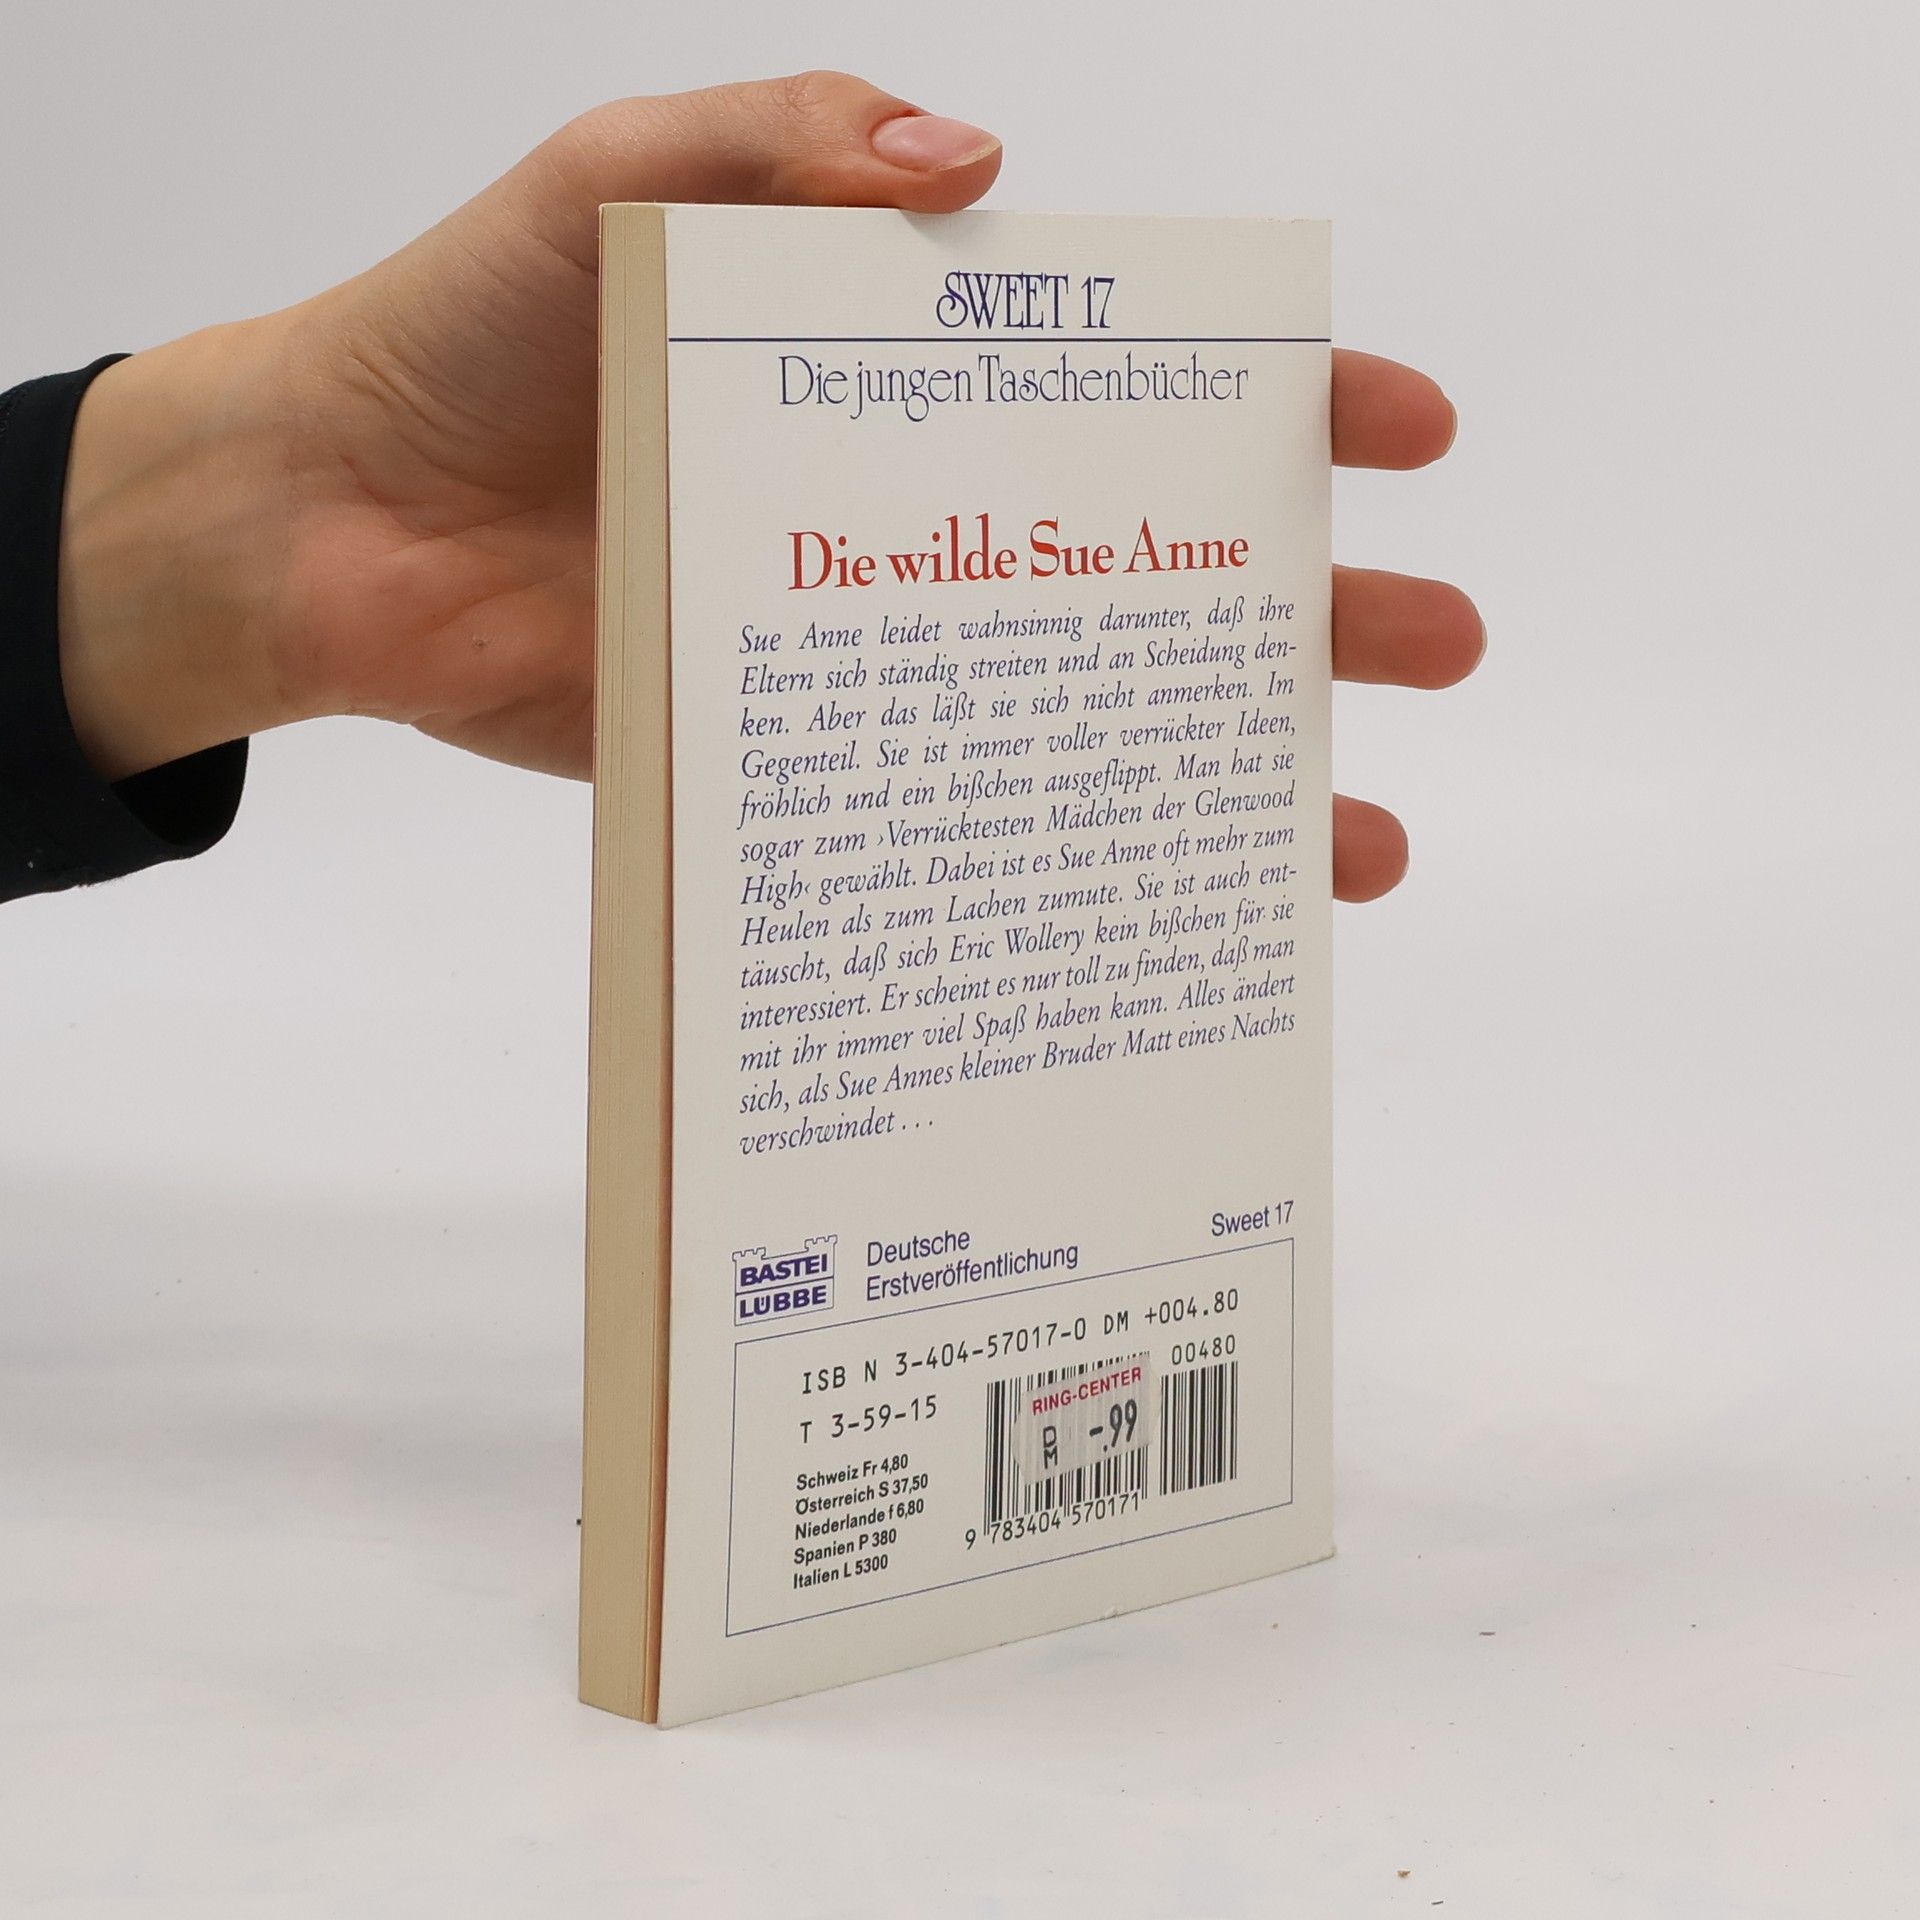 SWEET 17
Die jungen Taschenbücher
Die wilde Sue Anne
Sue Anne leidet wahnsinnig darunter, daß ihre
Eltern sich ständig streiten und an Scheidung den-
ken. Aber das läßt sie sich nicht anmerken. Im
Gegenteil. Sie ist immer voller verrückter Ideen,
fröhlich und ein bißchen ausgeflippt. Man hat sie
sogar zum ›Verrücktesten Mädchen der Glenwood
High‹ gewählt. Dabei ist es Sue Anne oft mehr zum
Heulen als zum Lachen zumute. Sie ist auch ent-
täuscht, daß sich Eric Wollery kein bißchen für sie
interessiert. Er scheint es nur toll zu finden, daß man
mit ihr immer viel Spaß haben kann. Alles ändert
sich, als Sue Annes kleiner Bruder Matt eines Nachts
verschwindet . . .
BASTEI
LÜBBE
Deutsche
Erstveröffentlichung
Sweet 17
ISB N 3-404-57017-0 DM +004.80
00480
T 3-59-15
RING-CENTER
DM -.99
Schweiz Fr 4,80
Österreich S 37,50
Niederlande f 6,80
Spanien P 380
Italien L 5300
9 783404 570171